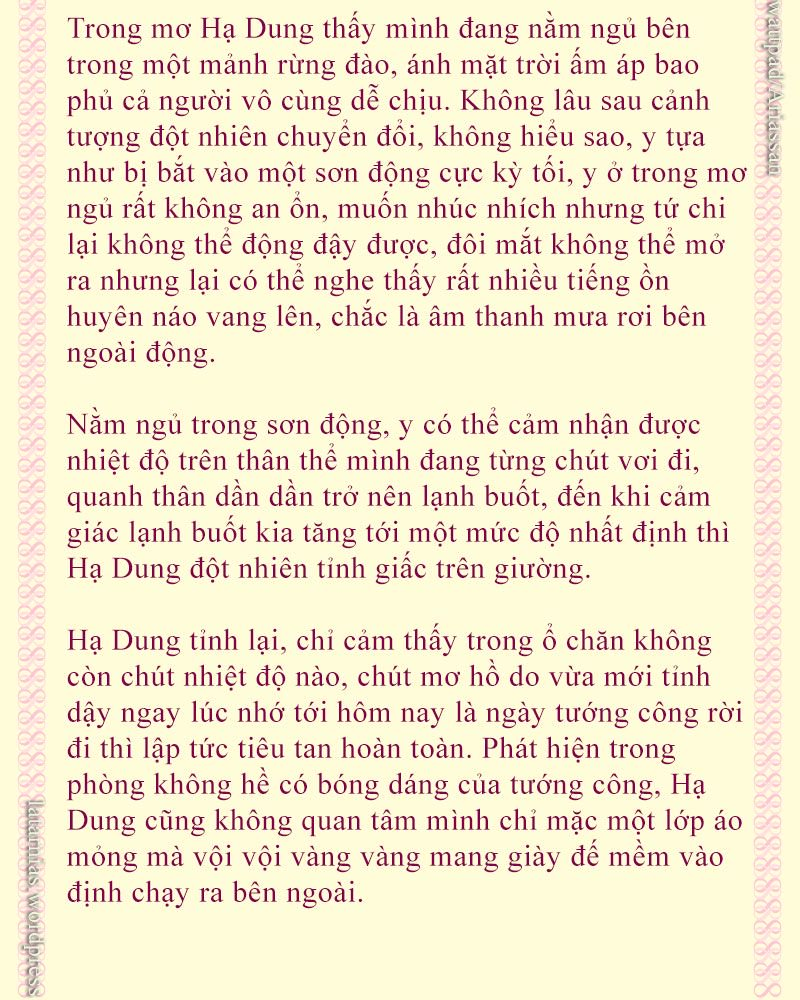 Trong mơ Hạ Dung thấy mình đang nằm ngủ bên
trong một mảnh rừng đào, ánh mặt trời ấm áp bao
phủ cả người vô cùng dễ chịu. Không lâu sau cảnh
tượng đột nhiên chuyển đổi, không hiểu sao, y tựa
như bị bắt vào một sơn động cực kỳ tối, y ở trong mơ
ngủ rất không an ổn, muốn nhúc nhích nhưng tứ chi
lại không thể động đậy được, đôi mắt không thể mở
ra nhưng lại có thể nghe thấy rất nhiều tiếng ồn
huyên náo vang lên, chắc là âm thanh mưa rơi bên
ngoài động.
Nằm ngủ trong sơn động, y có thể cảm nhận được
nhiệt độ trên thân thể mình đang từng chút vơi đi,
quanh thân dần dần trở nên lạnh buốt, đến khi cảm
giác lạnh buốt kia tăng tới một mức độ nhất định thì
Hạ Dung đột nhiên tỉnh giấc trên giường.
Hạ Dung tỉnh lại, chỉ cảm thấy trong ổ chăn không
còn chút nhiệt độ nào, chút mơ hồ do vừa mới tỉnh
dậy ngay lúc nhớ tới hôm nay là ngày tướng công rời
đi thì lập tức tiêu tan hoàn toàn. Phát hiện trong
phòng không hề có bóng dáng của tướng công, Hạ
Dung cũng không quan tâm mình chỉ mặc một lớp áo
mỏng mà vội vội vàng vàng mang giày đế mềm vào
định chạy ra bên ngoài.
wattpad/Ariassan
latarnias.wordpress